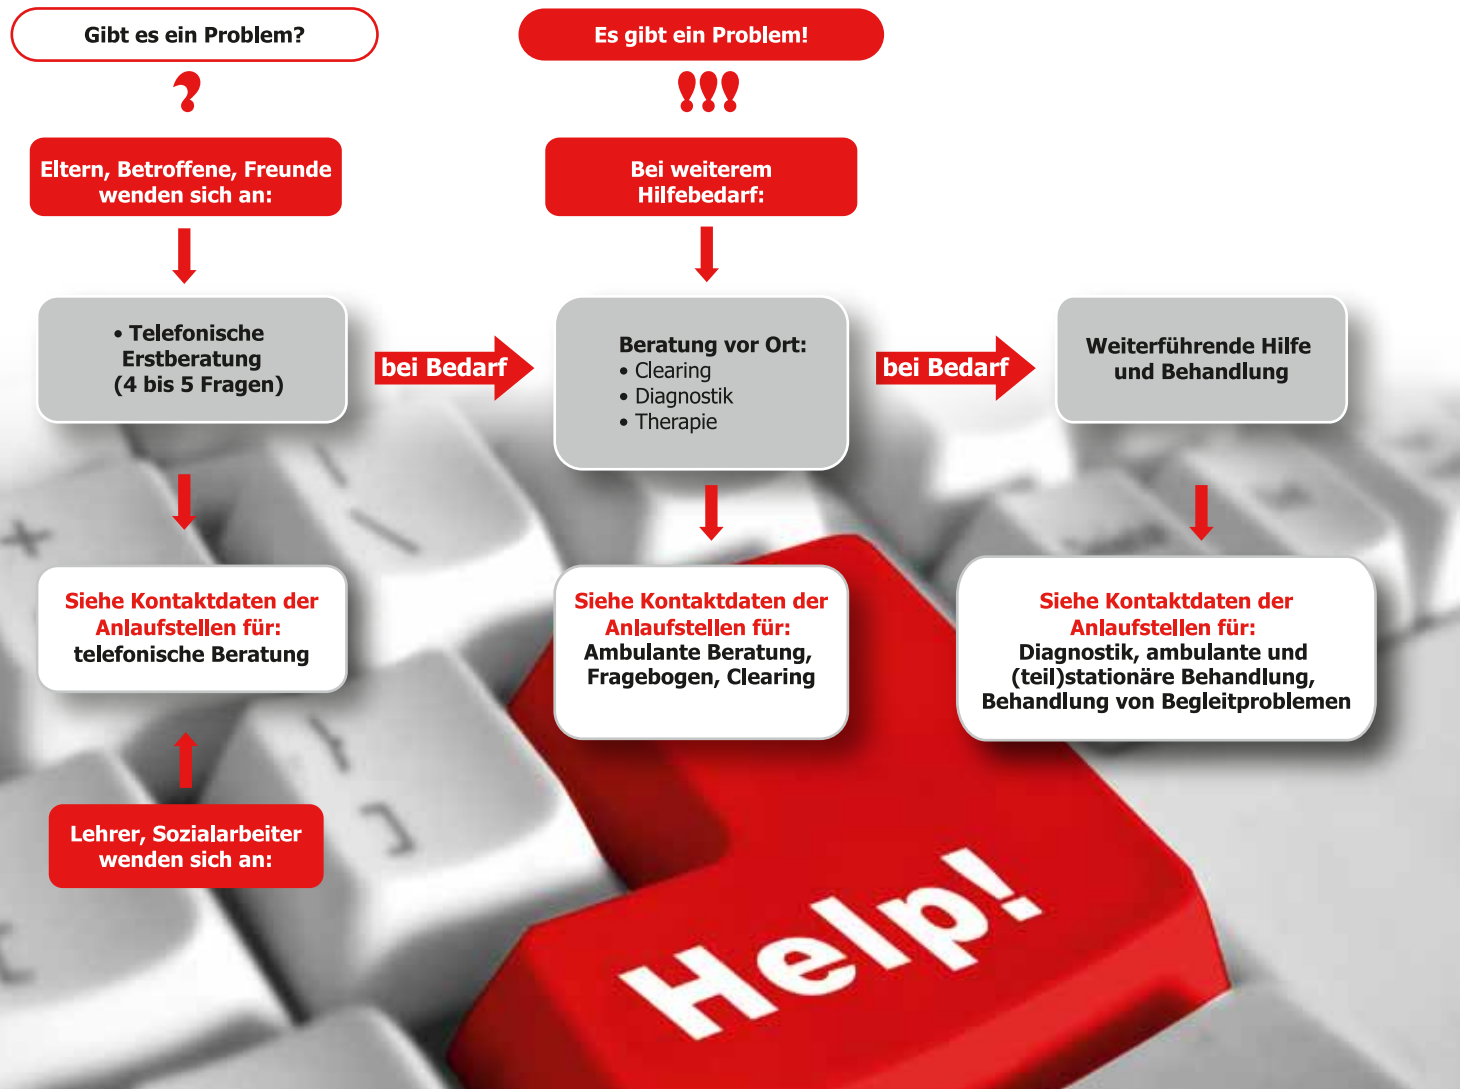 Gibt es ein Problem?
Eltern, Betroffene, Freunde
wenden sich an:
• Telefonische
Erstberatung
(4 bis 5 Fragen)
bei Bedarf
Siehe Kontaktdaten der
Anlaufstellen für:
telefonische Beratung
Lehrer, Sozialarbeiter
wenden sich an:
Es gibt ein Problem!
Bei weiterem
Hilfebedarf:
Beratung vor Ort:
• Clearing
• Diagnostik
• Therapie
bei Bedarf
Siehe Kontaktdaten der
Anlaufstellen für:
Ambulante Beratung,
Fragebogen, Clearing
Weiterführende Hilfe
und Behandlung
Siehe Kontaktdaten der
Anlaufstellen für:
Diagnostik, ambulante und
(teil)stationäre Behandlung,
Behandlung von Begleitproblemen
Help!